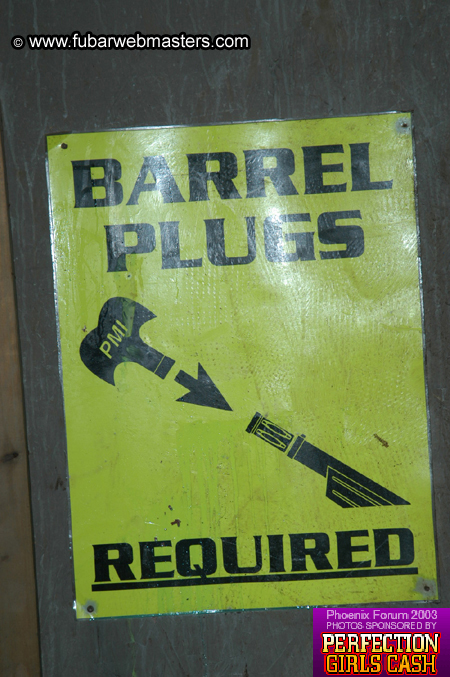 © www.fubarwebmasters.com
BARREL
PLUGS
PMI
REQUIRED
Phoenix Forum 2003
PHOTOS SPONSORED BY
PERFECTION
GIRLS CASH